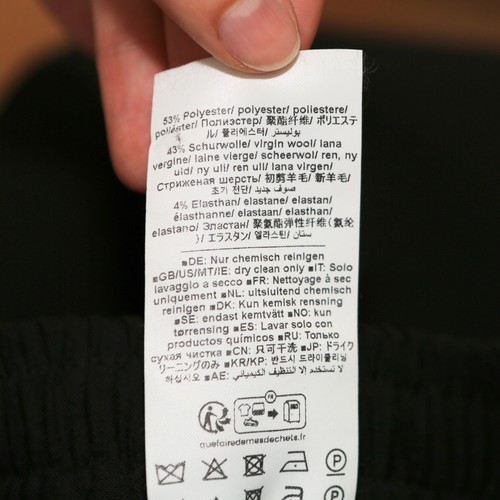 53% Polyester/ polyester/ poliestere/
poliéster/ Полиэстер/ 聚酯纤维/ ポリエステ
ル/ 폴리에스터/ بوليستر
43% Schurwolle/ virgin wool/ lana
vergine/ laine vierge/ scheerwol/ ren, ny
uld/ ny ull/ ren ull/ lana virgen/
Стриженая шерсть/ 初剪羊毛/ 新羊毛/
초기 전단/ صوف جديد
4% Elasthan/ elastane/ elastan/
élasthanne/ elastaan/ elasthan/
elastano/ Эластан/ 聚氨酯弹性纤维(氨纶
)/ エラスタン/ 엘라스틴/ ستان
■DE: Nur chemisch reinigen
■GB/US/MT/IE: dry clean only ■IT: Solo
lavaggio a secco ■FR: Nettoyage à sec
uniquement ■NL: uitsluitend chemisch
reinigen ■DK: Kun kemisk rensning
■SE: endast kemtvätt ■NO: kun
tørrensing ■ES: Lavar solo con
productos químicos ■RU: Только
сухая чистка ■CN: 只可干洗 ■JP: ドライク
リーニングのみ ■KR/KP: 반드시 드라이클리닝
하십시오 ■AE: لا تستخدم إلا التنظيف الكيميائي
FR
quefairedemesdechets.fr
P P